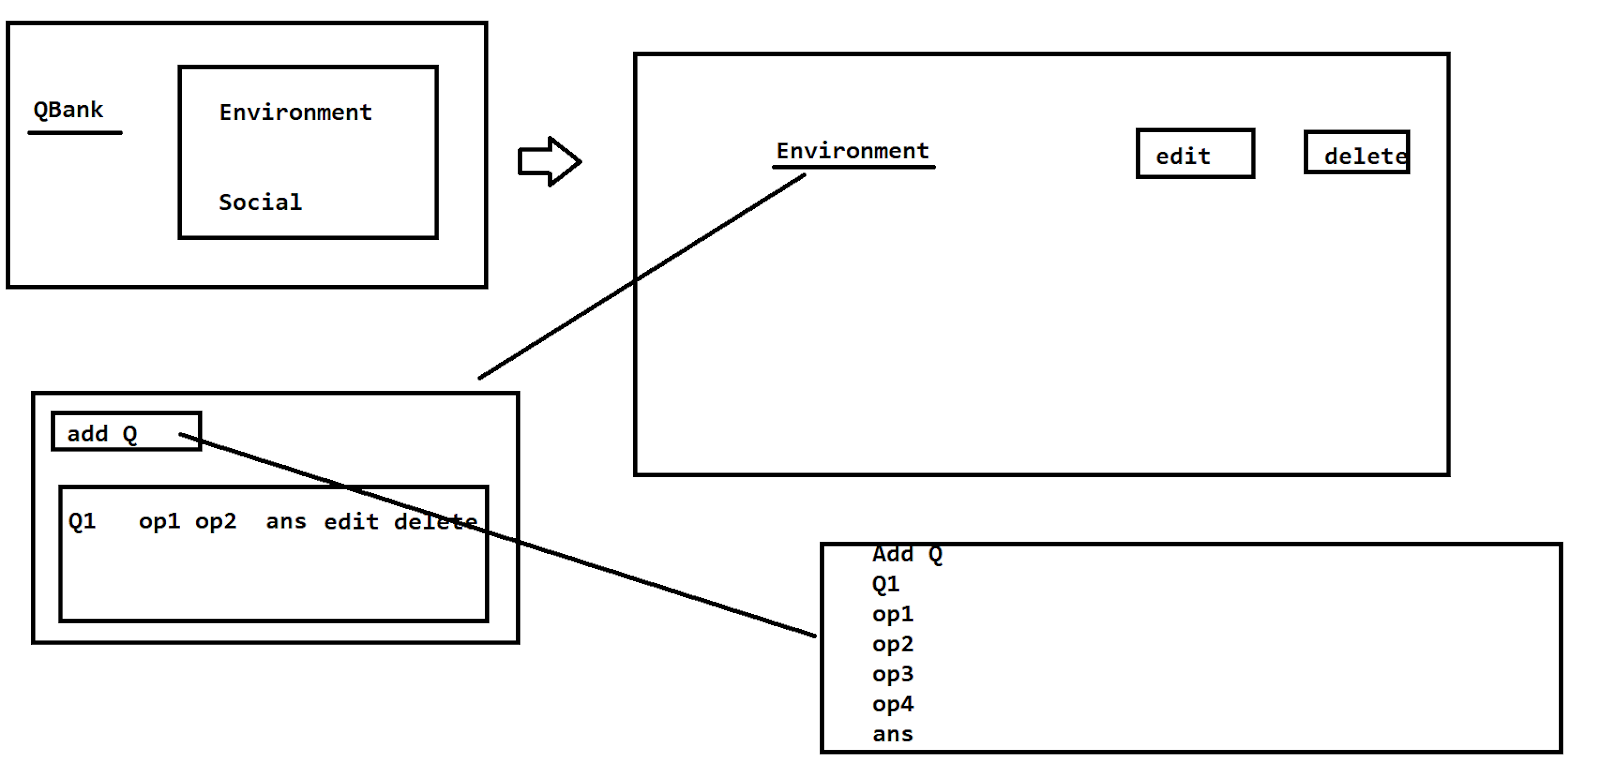 QBank
Environment
Social
Environment
edit
delete
add Q
Q1 op1 op2 ans edit delete
Add Q
Q1
op1
op2
op3
op4
ans